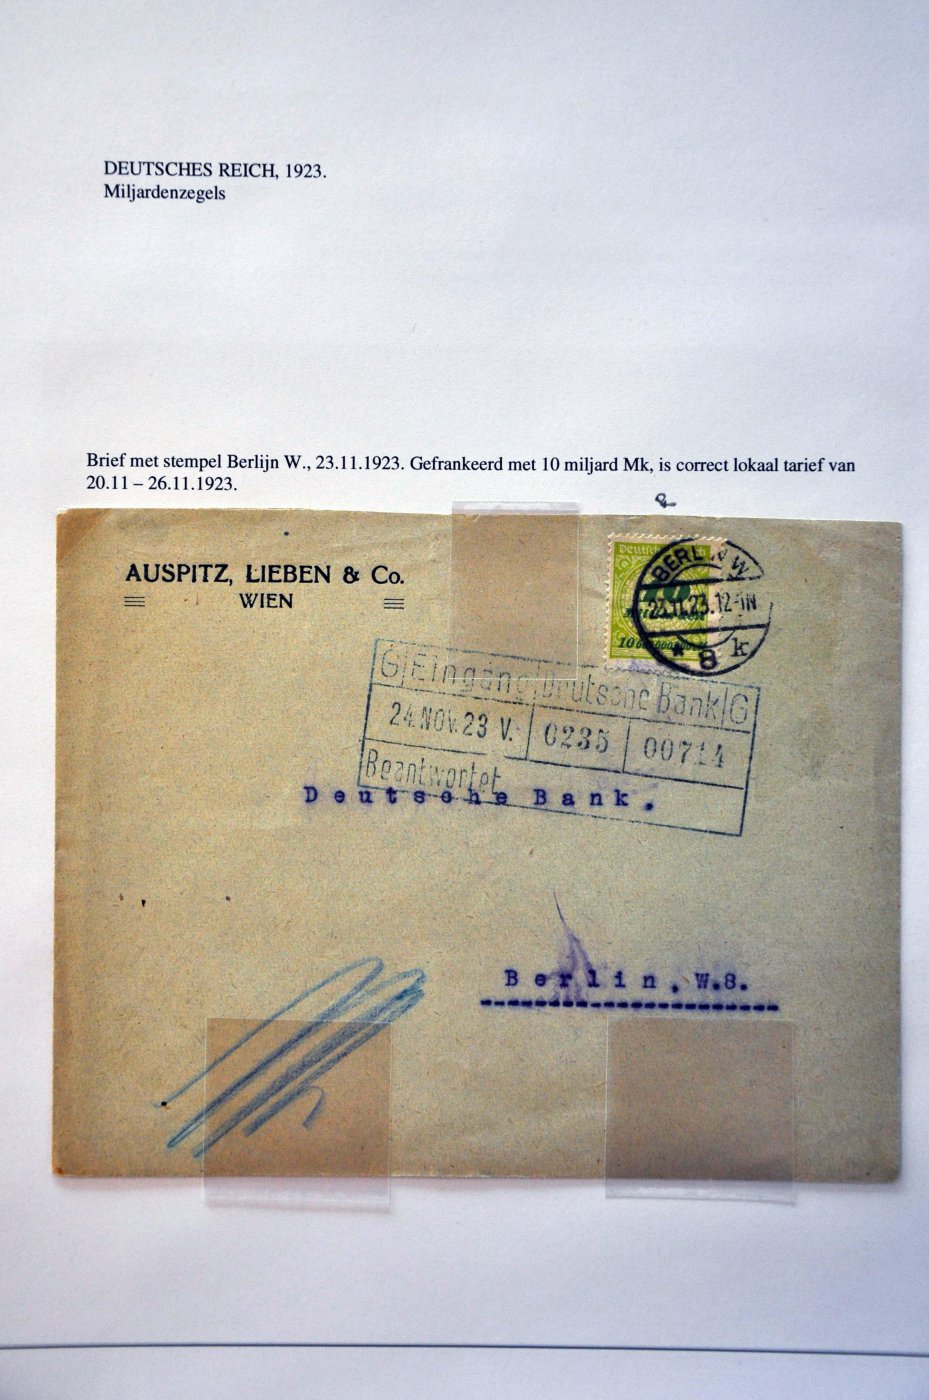 DEUTSCHES REICH, 1923.
Miljardenzegels
Brief met stempel Berlijn W., 23.11.1923. Gefrankeerd met 10 miljard Mk, is correct lokaal tarief van
20.11 – 26.11.1923.
AUSPITZ, LIEBEN & Co.
WIEN
BERLIN W
23.11.23.12-1N
* 8 k
10
G Eingang Deutsche Bank G
24. NOV. 23 V. 0235 00714
Beantwortet
Deutsche Bank.
Berlin, W.8.